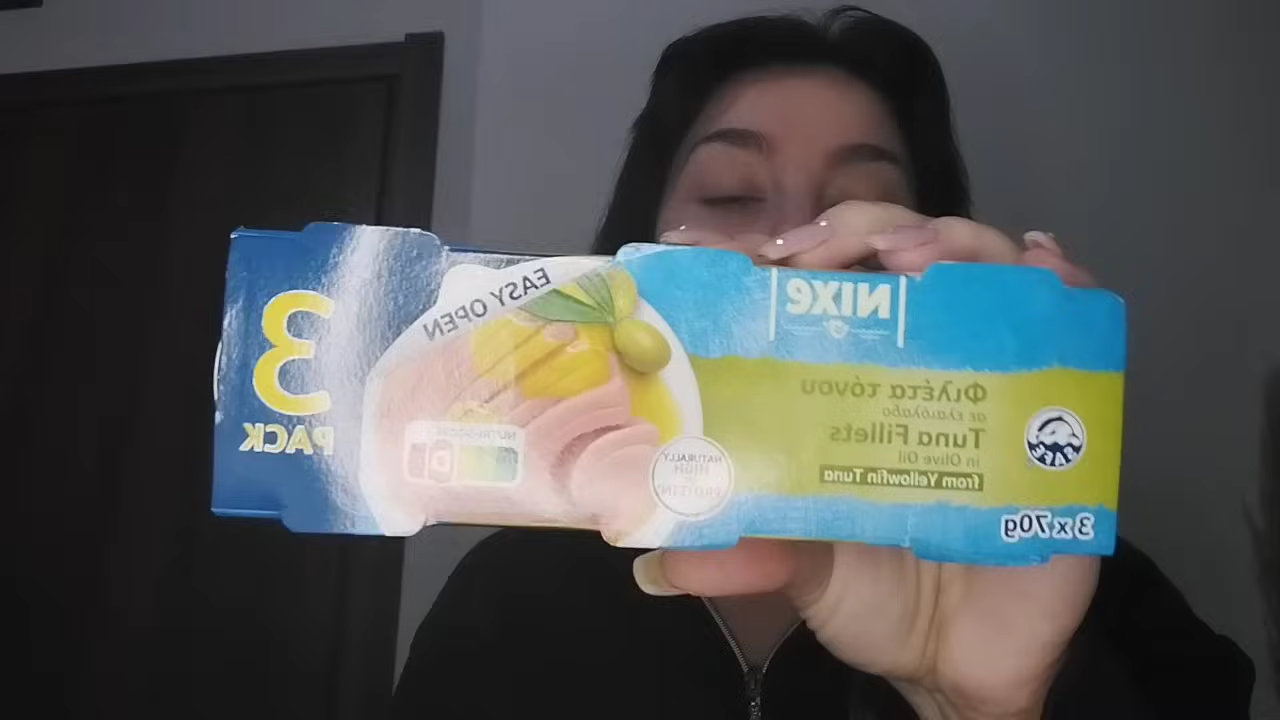 3
PACK
EASY OPEN
NUTRI-SCORE
D
NATURALLY
HIGH
PROTEIN
NIXE
Φιλέτα τόνου
σε ελαιόλαδο
Tuna Fillets
in Olive Oil
from Yellowfin Tuna
SAFE
3 x 70g